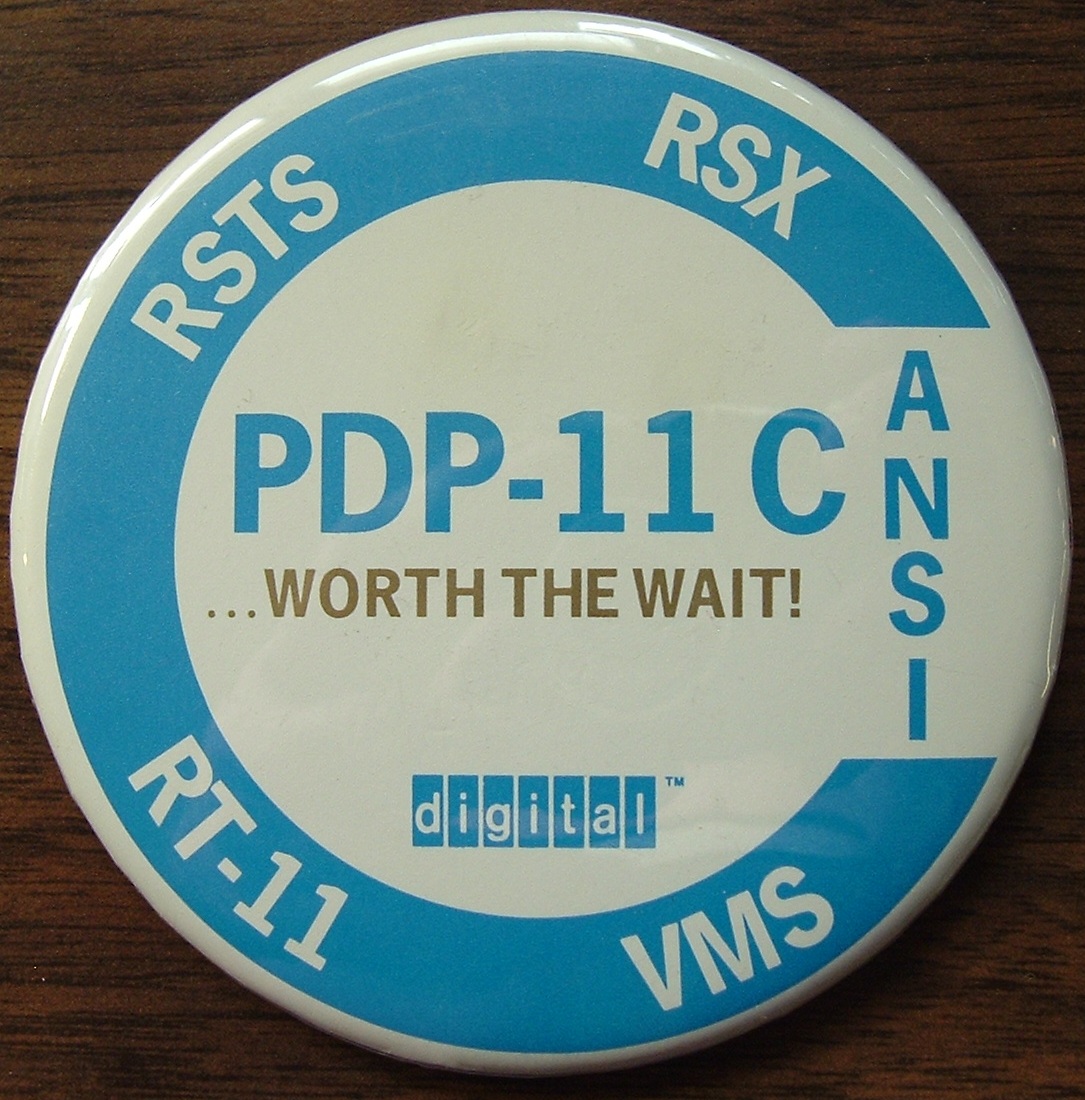 RSTS
RSX
ANSI
PDP-11 C
...WORTH THE WAIT!
digital™
RT-11
VMS